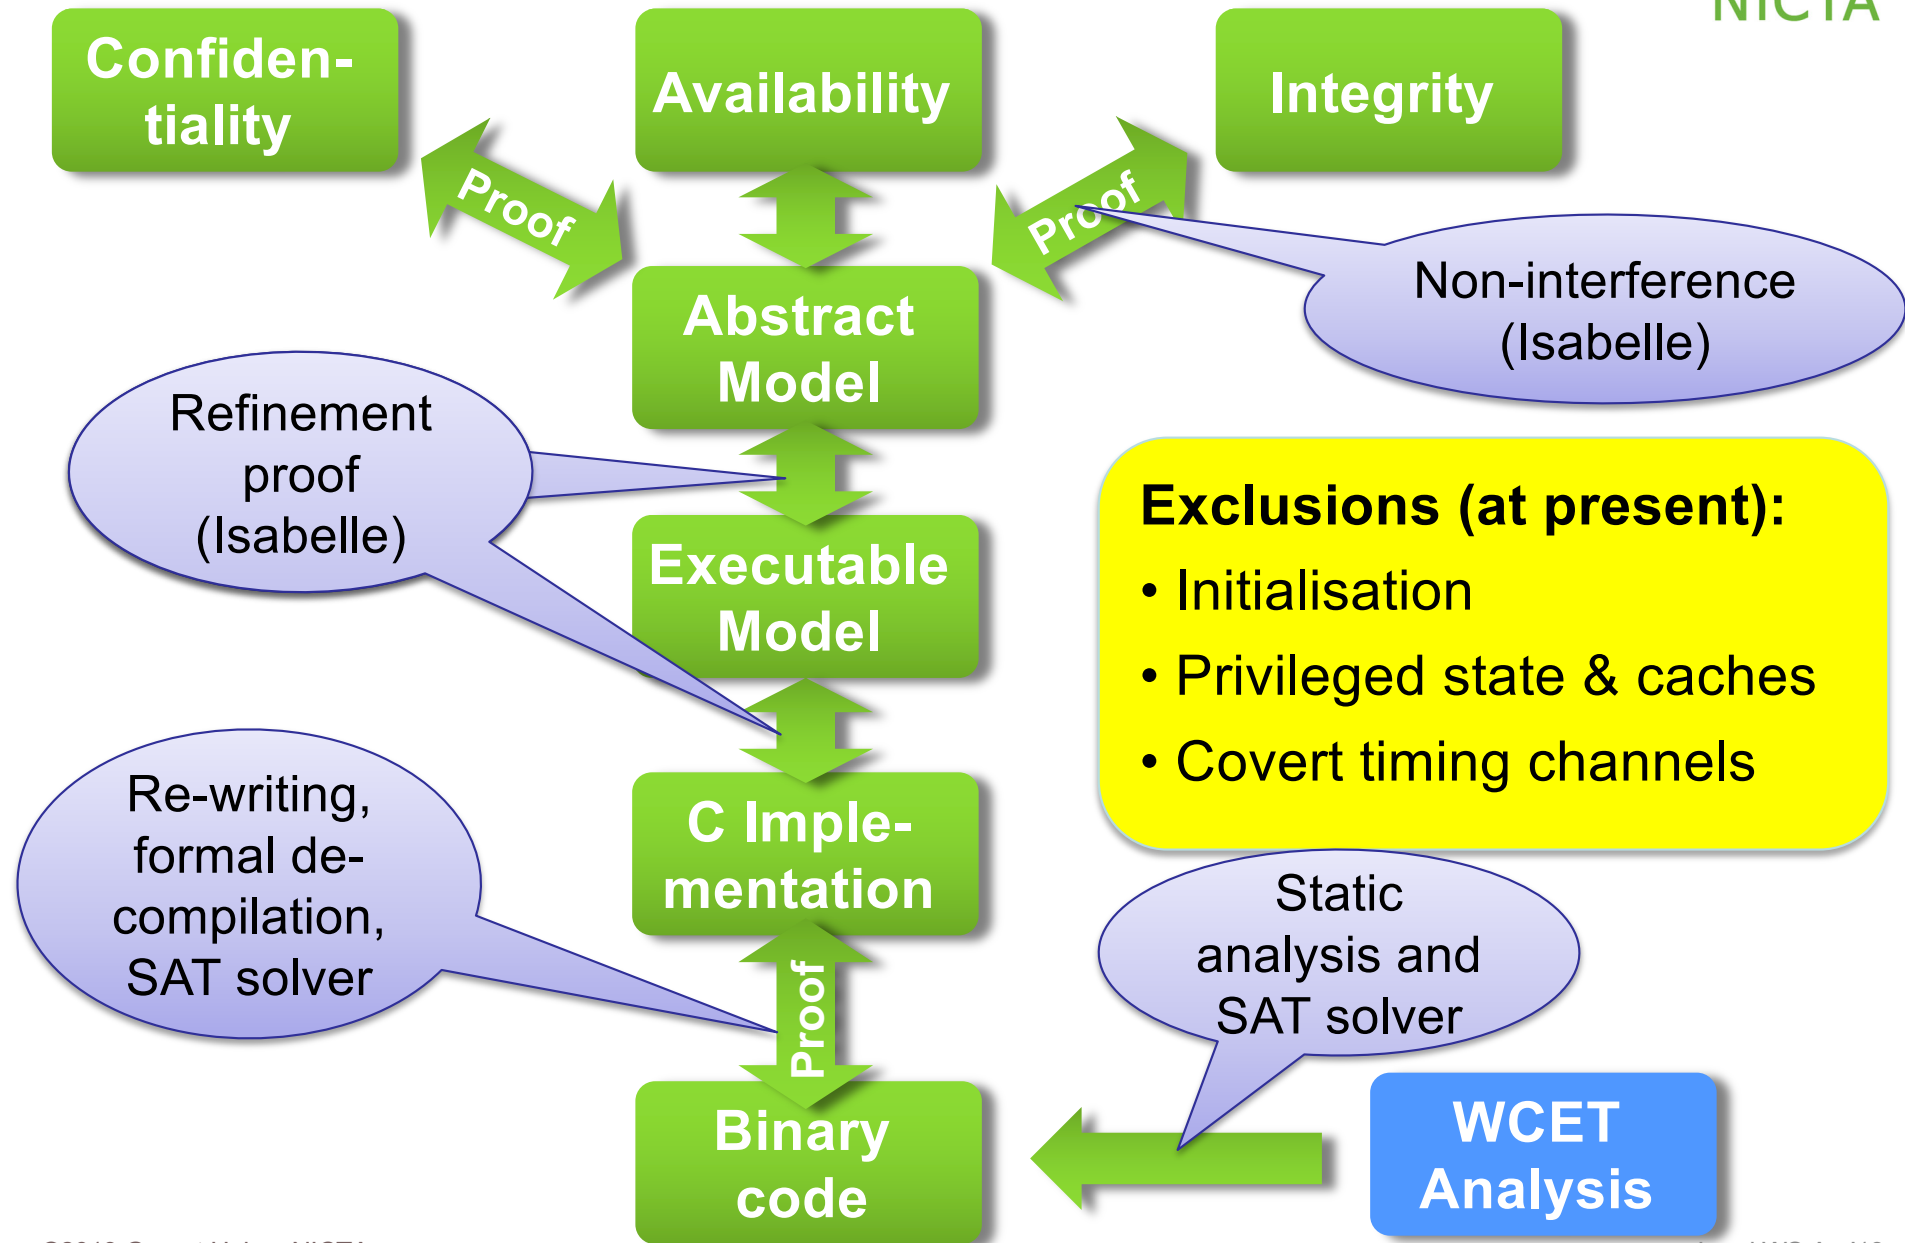 NICTA
Confiden-
tiality
Availability
Integrity
Proof
Proof
Non-interference
(Isabelle)
Abstract
Model
Refinement
proof
(Isabelle)
Exclusions (at present):
• Initialisation
• Privileged state & caches
• Covert timing channels
Executable
Model
Re-writing,
formal de-
compilation,
SAT solver
C Imple-
mentation
Static
analysis and
SAT solver
Proof
Binary
code
WCET
Analysis